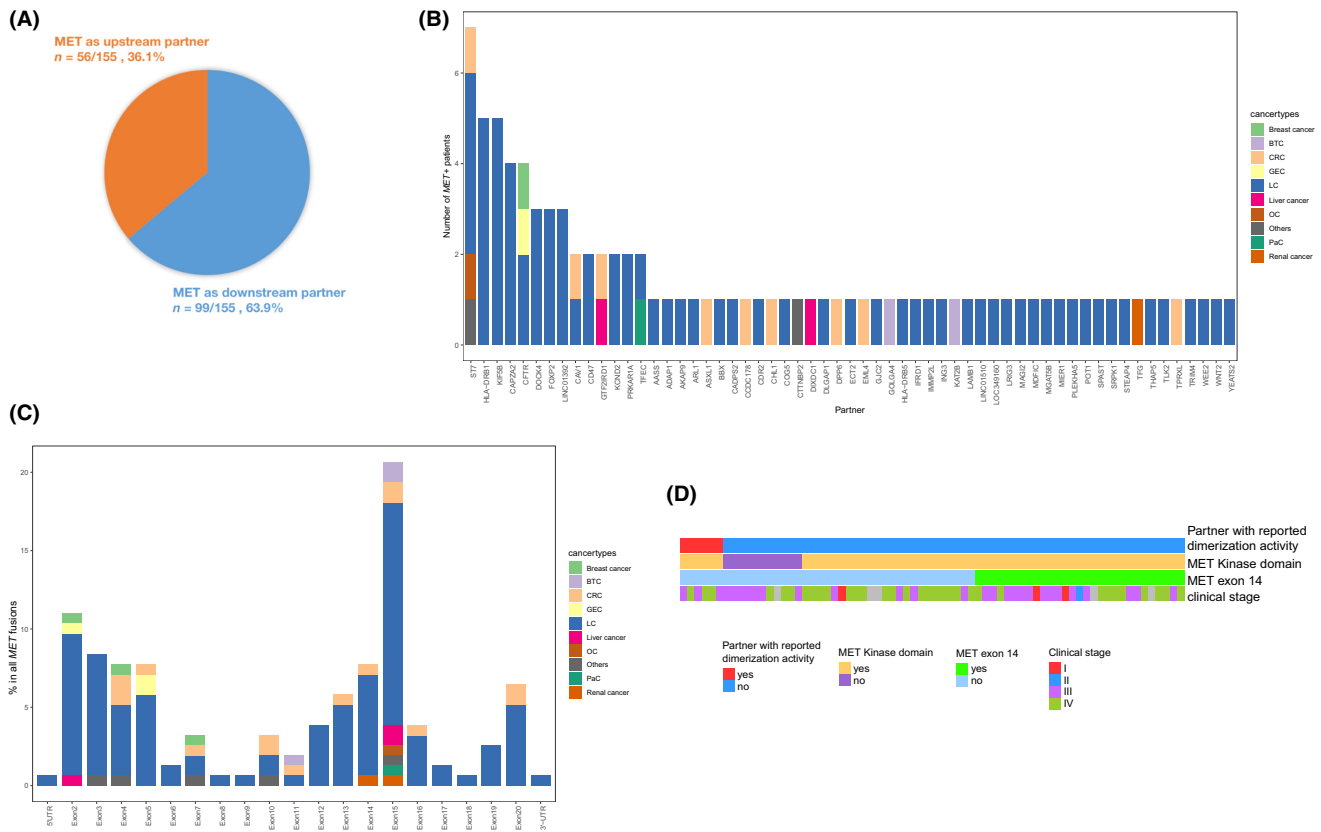 (A)
MET as upstream partner
n = 56/155 , 36.1%
MET as downstream partner
n = 99/155, 63.9%
(B)
Number of MET+ patients
6
4
2
0
ST7
HLA−DRB1
KIF5B
CAPZA2
CFTR
DOCK4
FOXP2
LINC01392
CAV1
CD47
GTF2IRD1
KCND2
PRKAR1A
TFEC
AASS
ADAP1
AKAP9
ARL1
ASXL1
BBX
CADPS2
CCDC178
CDR2
CHL1
COG5
CTTNBP2
DIXDC1
DLGAP1
DPP6
ECT2
EML4
GJC2
GOLGA4
HLA−DRB5
IFRD1
IMMP2L
ING3
KAT2B
LAMB1
LINC01510
LOC349160
LRIG3
MAGI2
MDFIC
MGAT5B
MIER1
PLEKHA5
POT1
SPAST
SRPK1
STEAP4
TFG
THAP5
TLK2
TPRXL
TRIM4
WEE2
WNT2
YEATS2
Partner
cancertypes
Breast cancer
BTC
CRC
GEC
LC
Liver cancer
OC
Others
PaC
Renal cancer
(C)
% in all MET fusions
20
15
10
5
0
5'UTR
Exon2
Exon3
Exon4
Exon5
Exon6
Exon7
Exon8
Exon9
Exon10
Exon11
Exon12
Exon13
Exon14
Exon15
Exon16
Exon17
Exon18
Exon19
Exon20
3'−UTR
cancertypes
Breast cancer
BTC
CRC
GEC
LC
Liver cancer
OC
Others
PaC
Renal cancer
(D)
Partner with reported
dimerization activity
MET Kinase domain
MET exon 14
clinical stage
Partner with reported
dimerization activity
yes
no
MET Kinase domain
yes
no
MET exon 14
yes
no
Clinical stage
I
II
III
IV